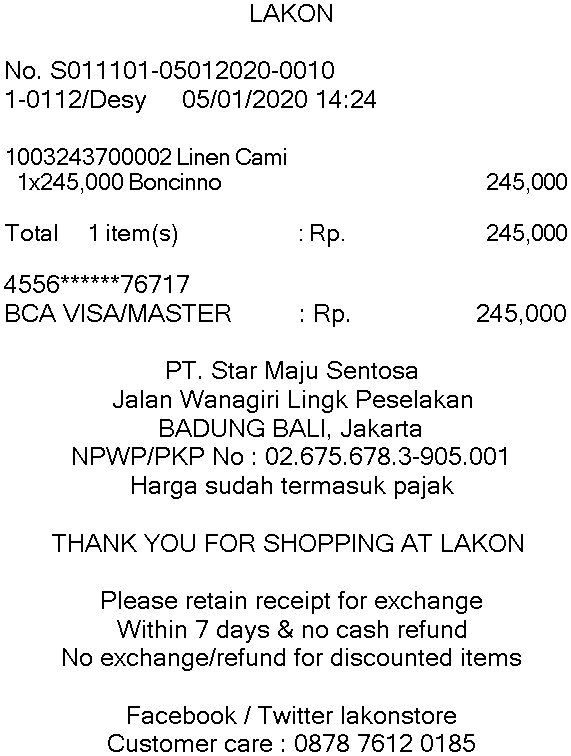 LAKON
No. S011101-05012020-0010
1-0112/Desy 05/01/2020 14:24
1003243700002 Linen Cami
1x245,000 Boncinno 245,000
Total 1 item(s) : Rp. 245,000
4556******76717
BCA VISA/MASTER : Rp. 245,000
PT. Star Maju Sentosa
Jalan Wanagiri Lingk Peselakan
BADUNG BALI, Jakarta
NPWP/PKP No : 02.675.678.3-905.001
Harga sudah termasuk pajak
THANK YOU FOR SHOPPING AT LAKON
Please retain receipt for exchange
Within 7 days & no cash refund
No exchange/refund for discounted items
Facebook / Twitter lakonstore
Customer care : 0878 7612 0185